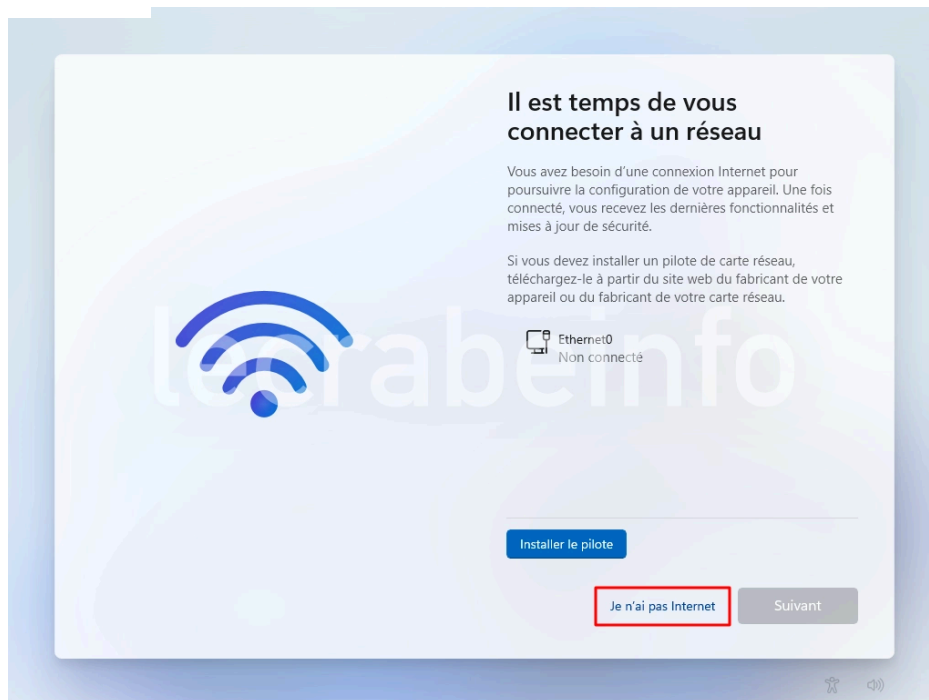 Il est temps de vous
connecter à un réseau
Vous avez besoin d’une connexion Internet pour
poursuivre la configuration de votre appareil. Une fois
connecté, vous recevez les dernières fonctionnalités et
mises à jour de sécurité.
Si vous devez installer un pilote de carte réseau,
téléchargez-le à partir du site web du fabricant de votre
appareil ou du fabricant de votre carte réseau.
Ethernet0
Non connecté
lecrabeinfo
Installer le pilote
Je n’ai pas Internet
Suivant